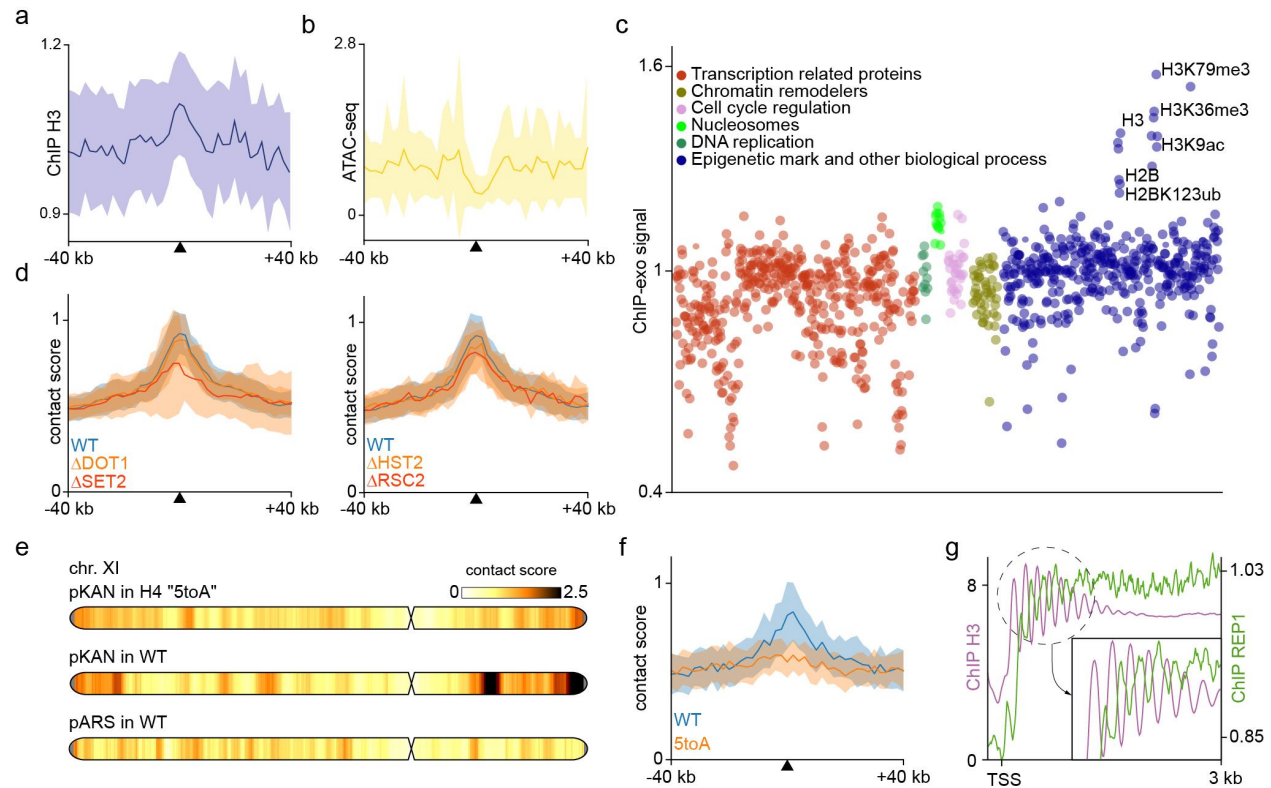 a
1.2
ChIP H3
0.9
-40 kb
+40 kb
b
2.8
ATAC-seq
0
-40 kb
+40 kb
c
1.6
Transcription related proteins
Chromatin remodelers
Cell cycle regulation
Nucleosomes
DNA replication
Epigenetic mark and other biological process
H3K79me3
H3K36me3
H3
H3K9ac
H2B
H2BK123ub
ChIP-exo signal
1
0.4
d
1
contact score
WT
ΔDOT1
ΔSET2
0
-40 kb
+40 kb
1
contact score
WT
ΔHST2
ΔRSC2
0
-40 kb
+40 kb
e
chr. XI
contact score
pKAN in H4 "5toA"
0
2.5
pKAN in WT
pARS in WT
f
1
contact score
WT
5toA
0
-40 kb
+40 kb
g
8
ChIP H3
0
TSS
3 kb
1.03
ChIP REP1
0.85